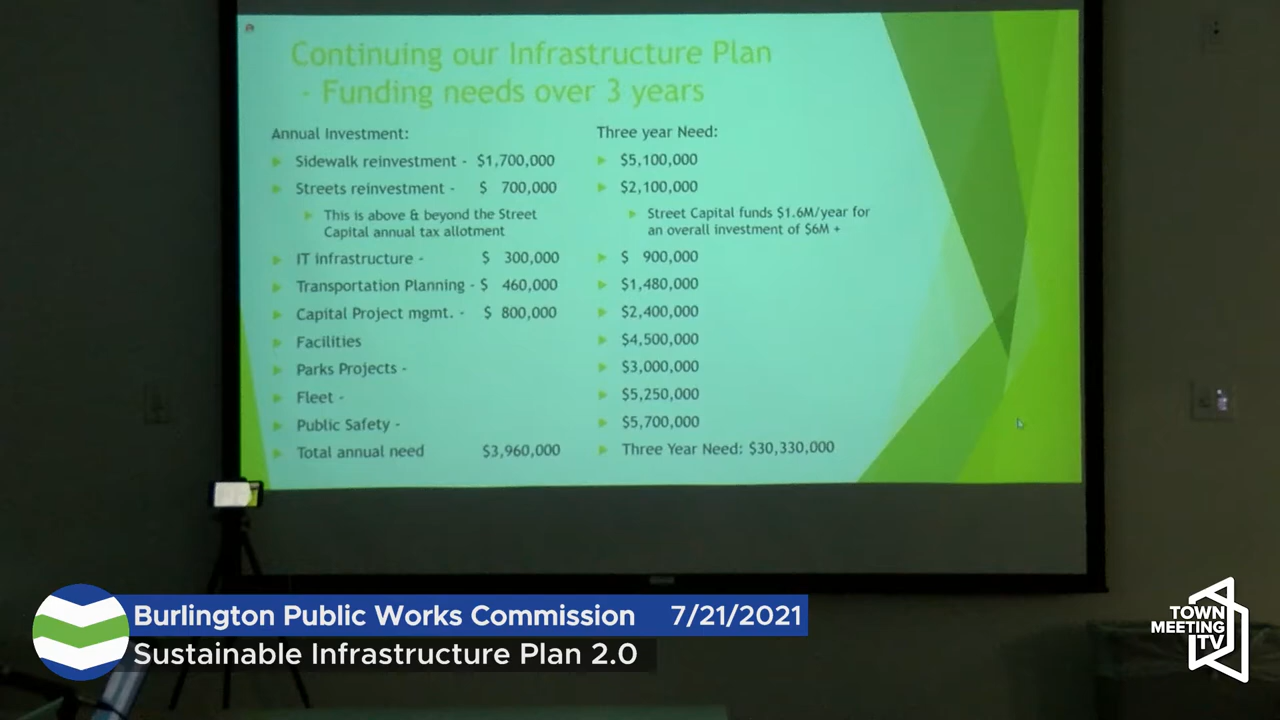 Continuing our Infrastructure Plan
- Funding needs over 3 years
Annual Investment:
Sidewalk reinvestment - $1,700,000
Streets reinvestment - $ 700,000
This is above & beyond the Street
Capital annual tax allotment
IT infrastructure - $ 300,000
Transportation Planning - $ 460,000
Capital Project mgmt. - $ 800,000
Facilities
Parks Projects -
Fleet -
Public Safety -
Total annual need $3,960,000
Three year Need:
$5,100,000
$2,100,000
Street Capital funds $1.6M/year for
an overall investment of $6M +
$ 900,000
$1,480,000
$2,400,000
$4,500,000
$3,000,000
$5,250,000
$5,700,000
Three Year Need: $30,330,000
Burlington Public Works Commission 7/21/2021
Sustainable Infrastructure Plan 2.0
TOWN
MEETING
TV